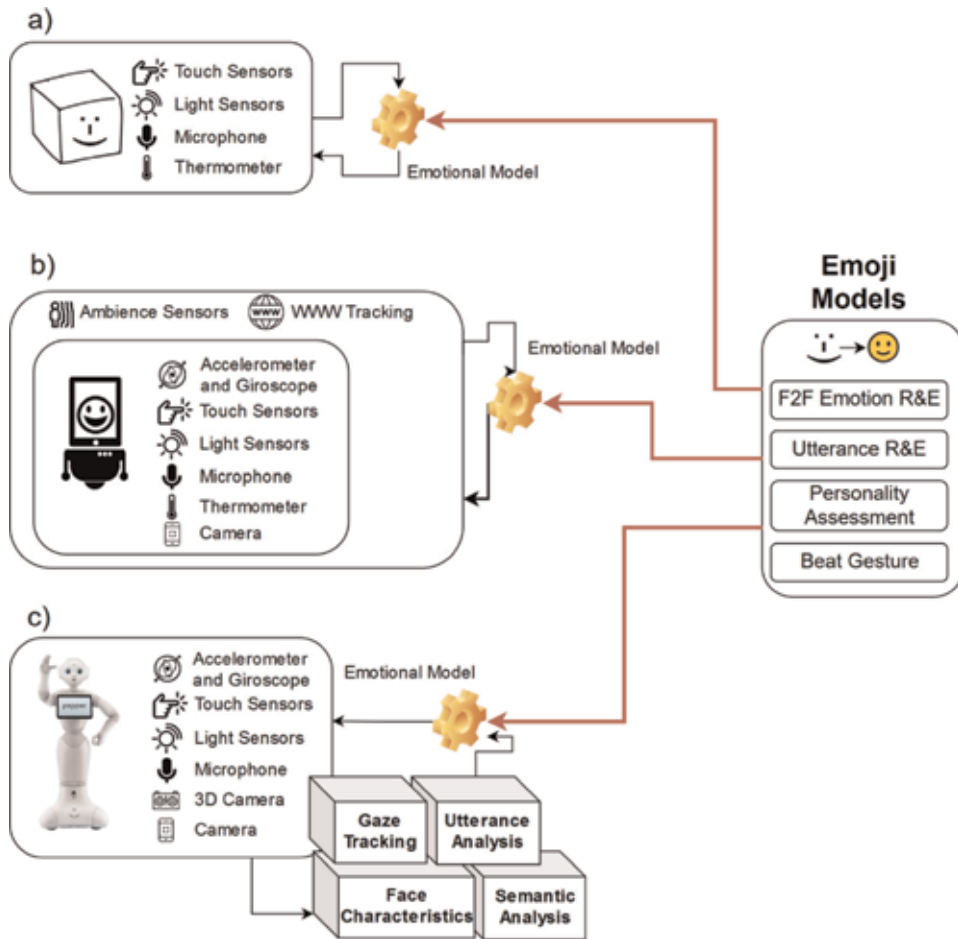 a)
Touch Sensors
Light Sensors
Microphone
Thermometer
Emotional Model
b)
Ambience Sensors
WWW
WWW Tracking
Accelerometer
and Giroscope
Touch Sensors
Light Sensors
Microphone
Thermometer
Camera
Emotional Model
Emoji
Models
F2F Emotion R&E
Utterance R&E
Personality
Assessment
Beat Gesture
c)
Accelerometer
and Giroscope
Touch Sensors
Light Sensors
Microphone
3D Camera
Camera
pepper
Emotional Model
Gaze
Tracking
Utterance
Analysis
Face
Characteristics
Semantic
Analysis